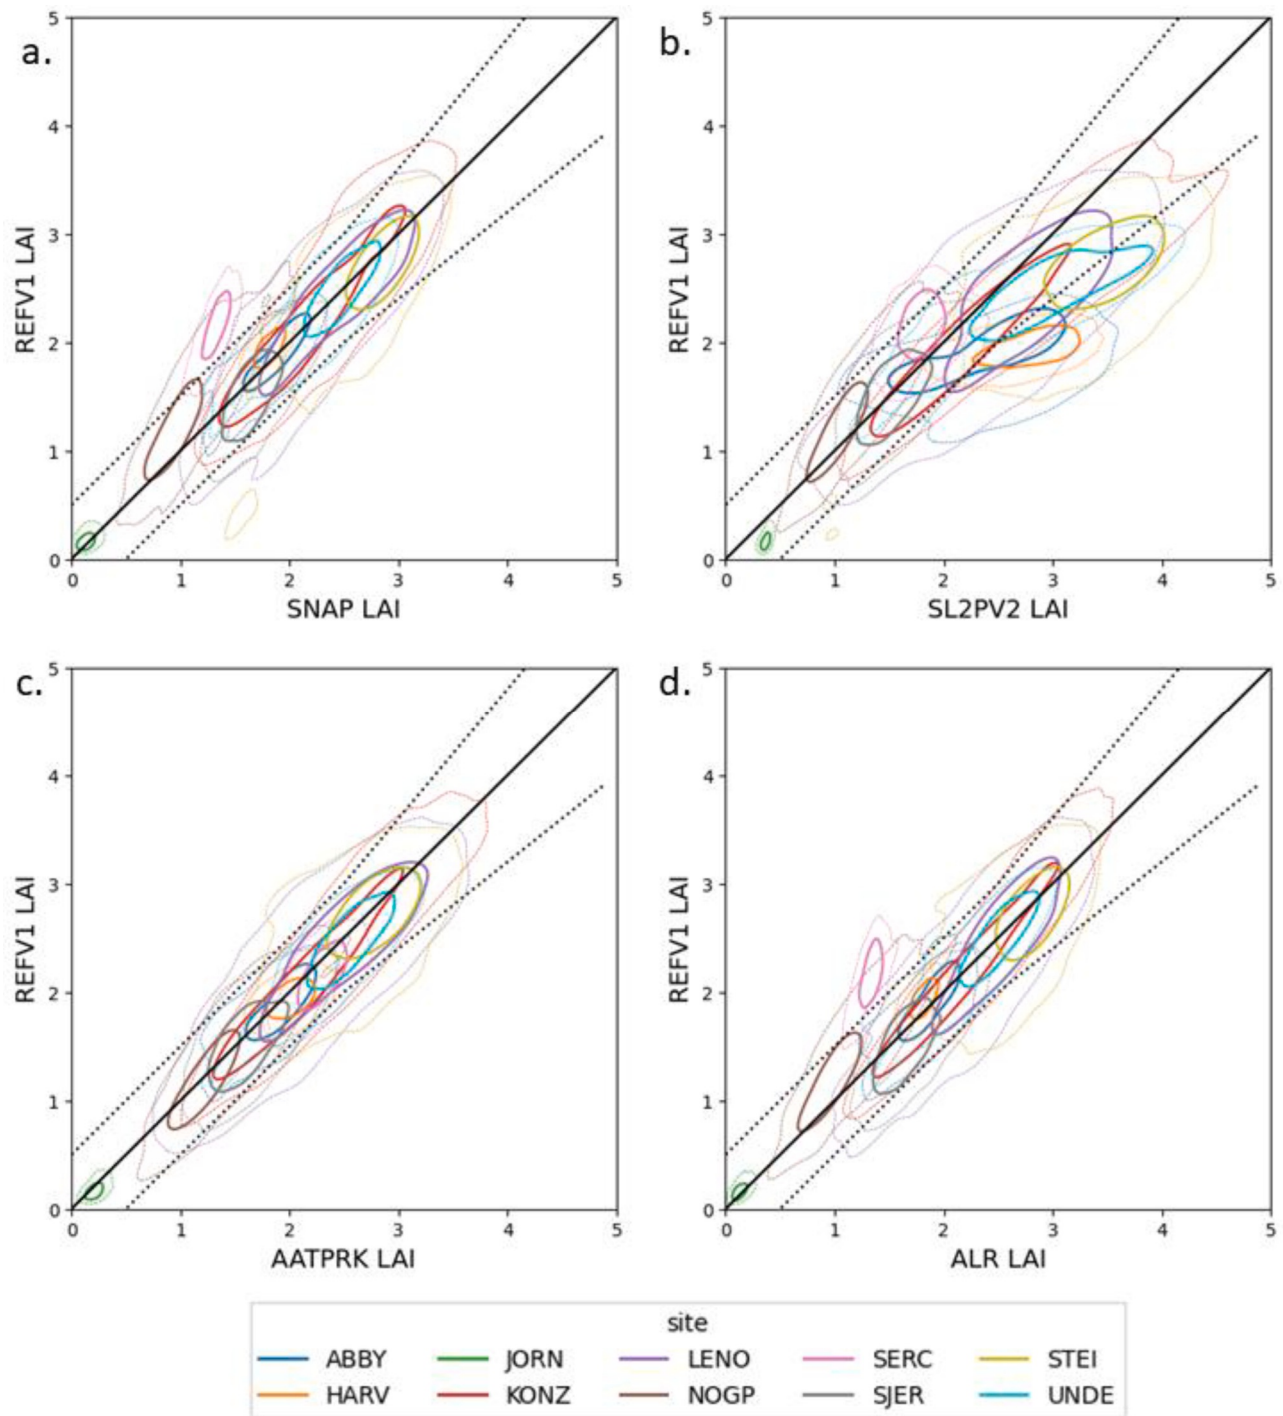 a.
5
4
3
2
1
0
REFV1 LAI
0 1 2 3 4 5
SNAP LAI
b.
5
4
3
2
1
0
REFV1 LAI
0 1 2 3 4 5
SL2PV2 LAI
c.
5
4
3
2
1
0
REFV1 LAI
0 1 2 3 4 5
AATPRK LAI
d.
5
4
3
2
1
0
REFV1 LAI
0 1 2 3 4 5
ALR LAI
site
ABBY JORN LENO SERC STEI
HARV KONZ NOGP SJER UNDE